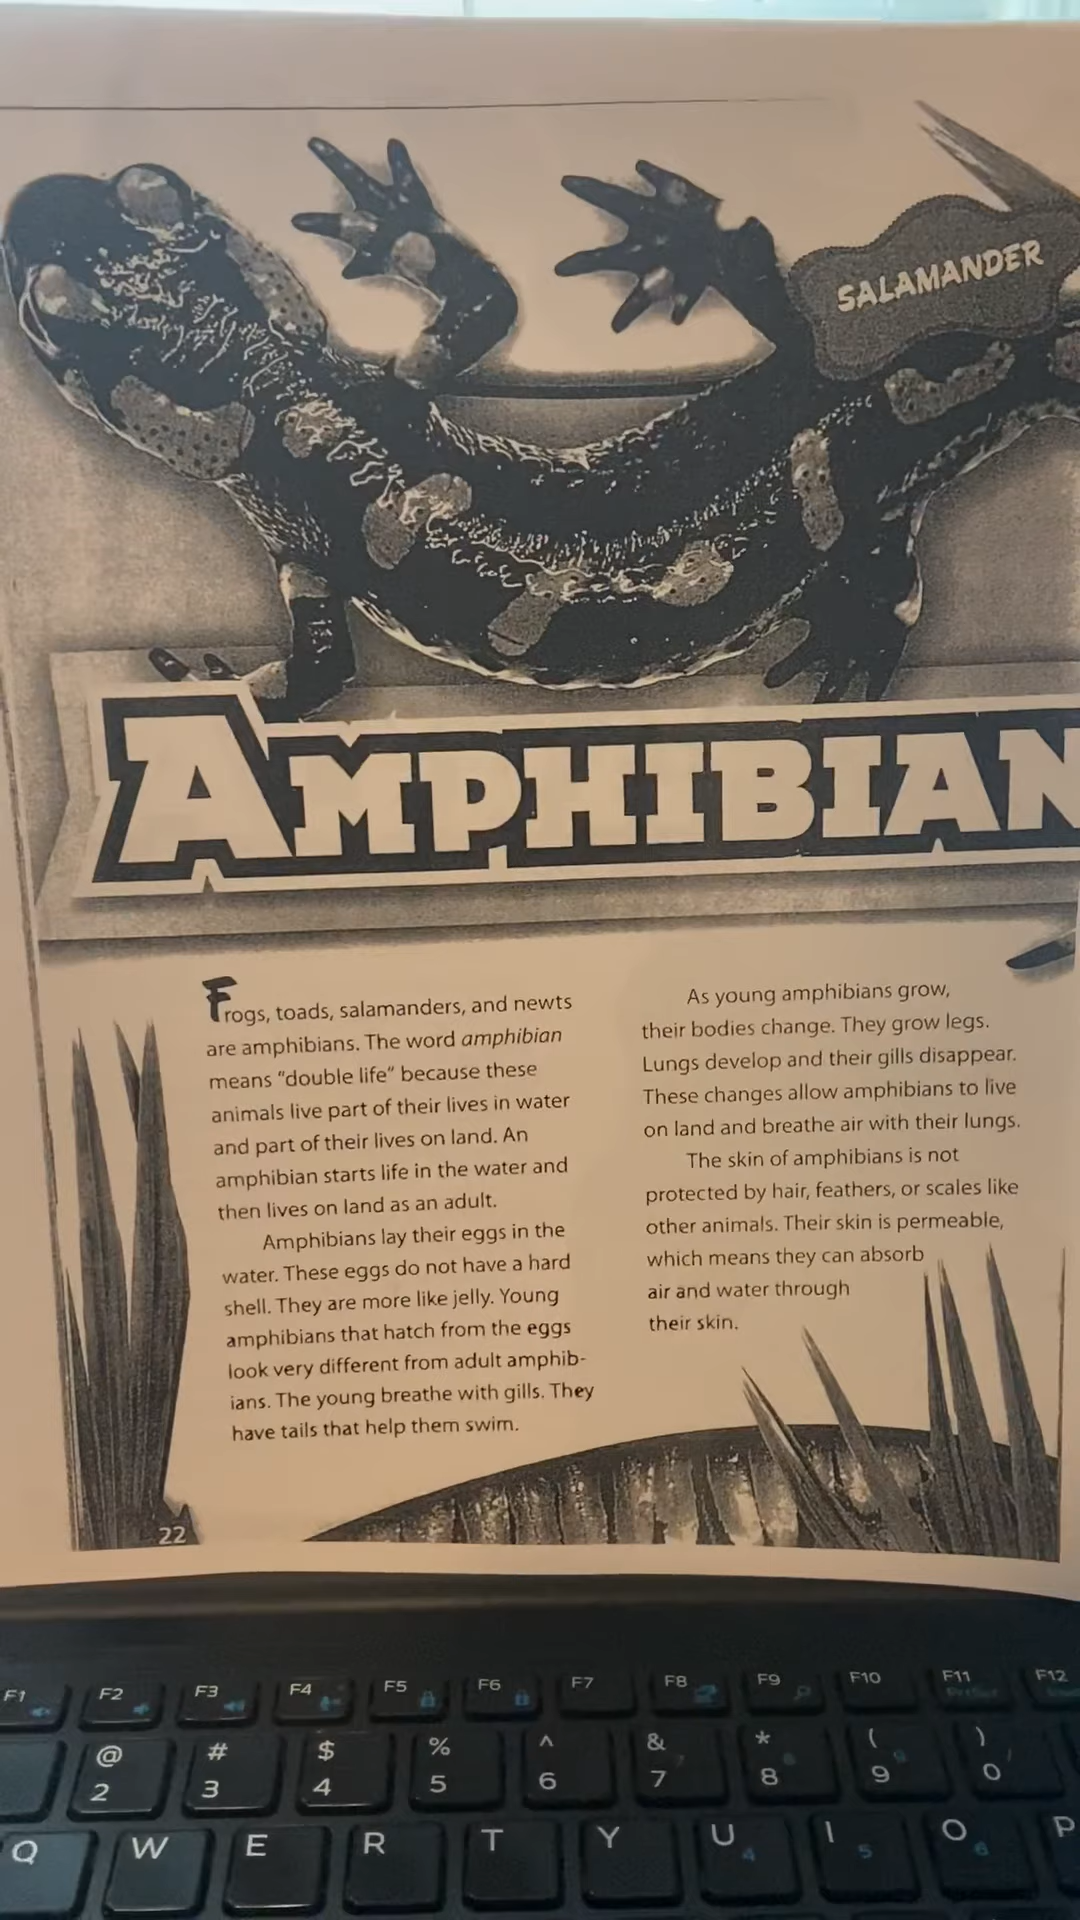 SALAMANDER
AMPHIBIAN
Frogs, toads, salamanders, and newts
are amphibians. The word amphibian
means "double life" because these
animals live part of their lives in water
and part of their lives on land. An
amphibian starts life in the water and
then lives on land as an adult.
Amphibians lay their eggs in the
water. These eggs do not have a hard
shell. They are more like jelly. Young
amphibians that hatch from the eggs
look very different from adult amphib-
ians. The young breathe with gills. They
have tails that help them swim.
As young amphibians grow,
their bodies change. They grow legs.
Lungs develop and their gills disappear.
These changes allow amphibians to live
on land and breathe air with their lungs.
The skin of amphibians is not
protected by hair, feathers, or scales like
other animals. Their skin is permeable,
which means they can absorb
air and water through
their skin.
22
F1 F2 F3 F4 F5 F6 F7 F8 F9 F10 F11 F12
@ # $ % ^ & * ( )
2 3 4 5 6 7 8 9 0
Q W E R T Y U I O P
4 5 6